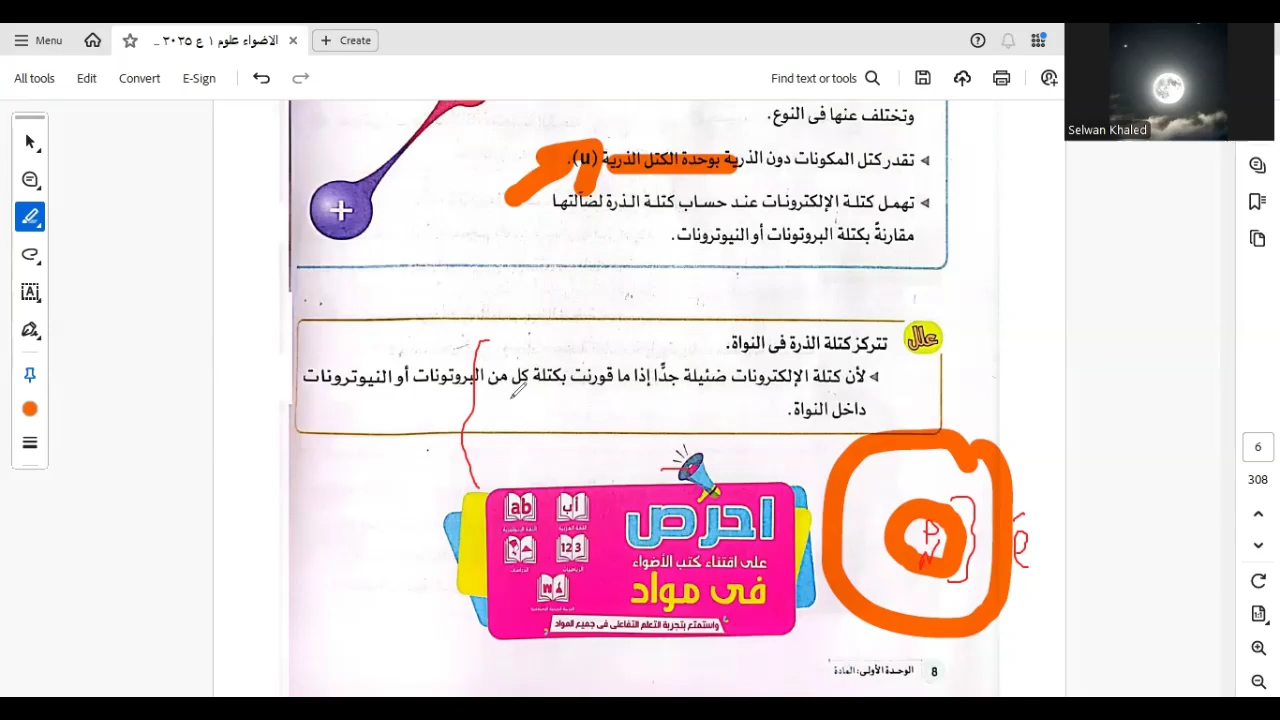 Menu
الاضواء علوم ١ ع ٢٠٢٥ ...
Create
All tools
Edit
Convert
E-Sign
Find text or tools
Selwan Khaled
وتختلف عنها فى النوع.
تقدر كتل المكونات دون الذرية بوحدة الكتل الذرية (u).
تهمل كتلة الإلكترونات عند حساب كتلة الذرة لضآلتها
مقارنةً بكتلة البروتونات أو النيوترونات.
+
علل
تتركز كتلة الذرة فى النواة.
لأن كتلة الإلكترونات ضئيلة جدًّا إذا ما قورنت بكتلة كل من البروتونات أو النيوترونات
داخل النواة.
احرص
على اقتناء كتب الأضواء
فى مواد
واستمتع بتجربة التعلم التفاعلى فى جميع المواد
أب
ab
123
P
N
e
8
الوحدة الأولى: المادة
6
308